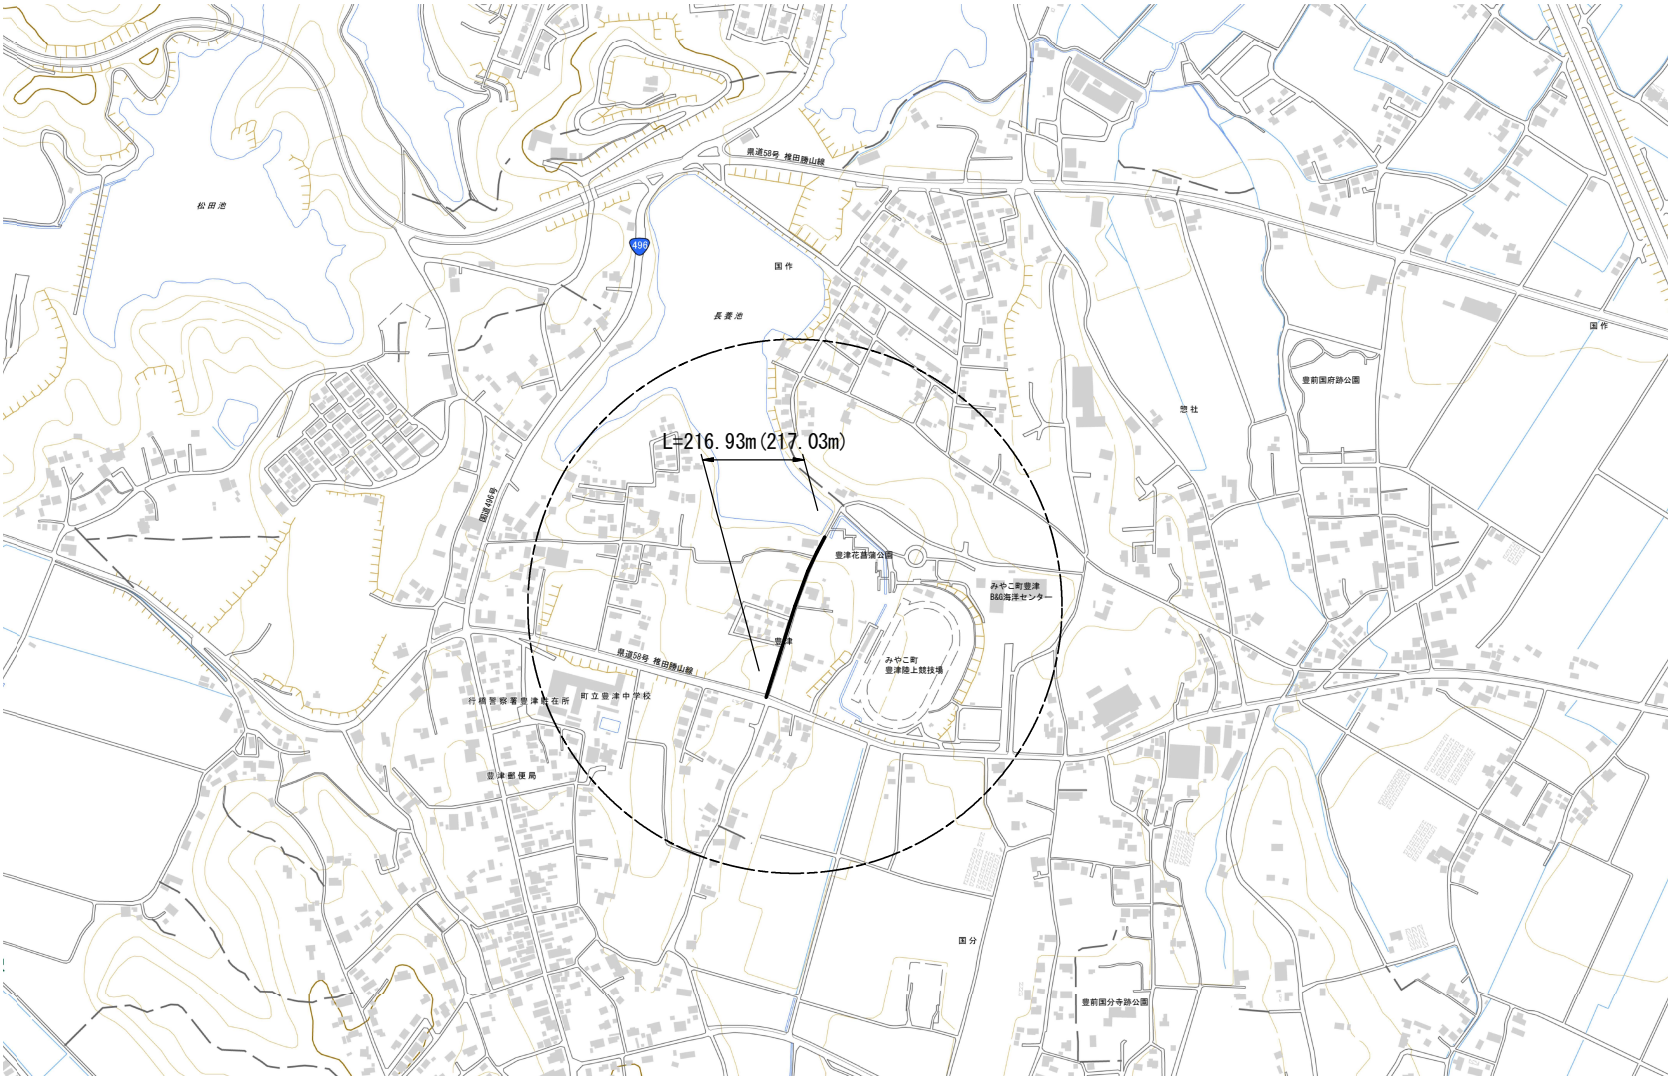 県道58号 椎田勝山線
松田池
496
国作
長養池
国作
豊前国府跡公園
惣社
L=216.93m(217.03m)
国道496号
豊津花菖蒲公園
みやこ町豊津
B&G海洋センター
豊津
県道58号 椎田勝山線
みやこ町
豊津陸上競技場
行橋警察署豊津駐在所
町立豊津中学校
豊津郵便局
国分
豊前国分寺跡公園